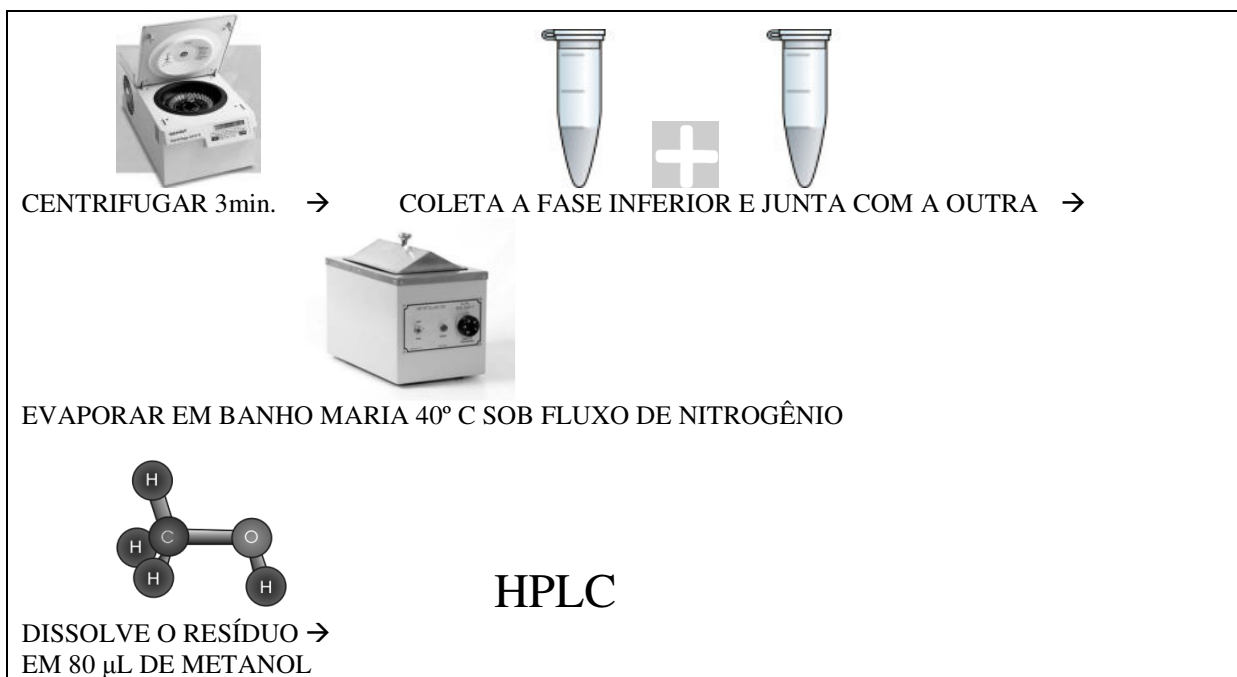 CENTRIFUGAR 3min. → COLETA A FASE INFERIOR E JUNTA COM A OUTRA →
EVAPORAR EM BANHO MARIA 40º C SOB FLUXO DE NITROGÊNIO
H
H C O
H H
HPLC
DISSOLVE O RESÍDUO →
EM 80 µL DE METANOL